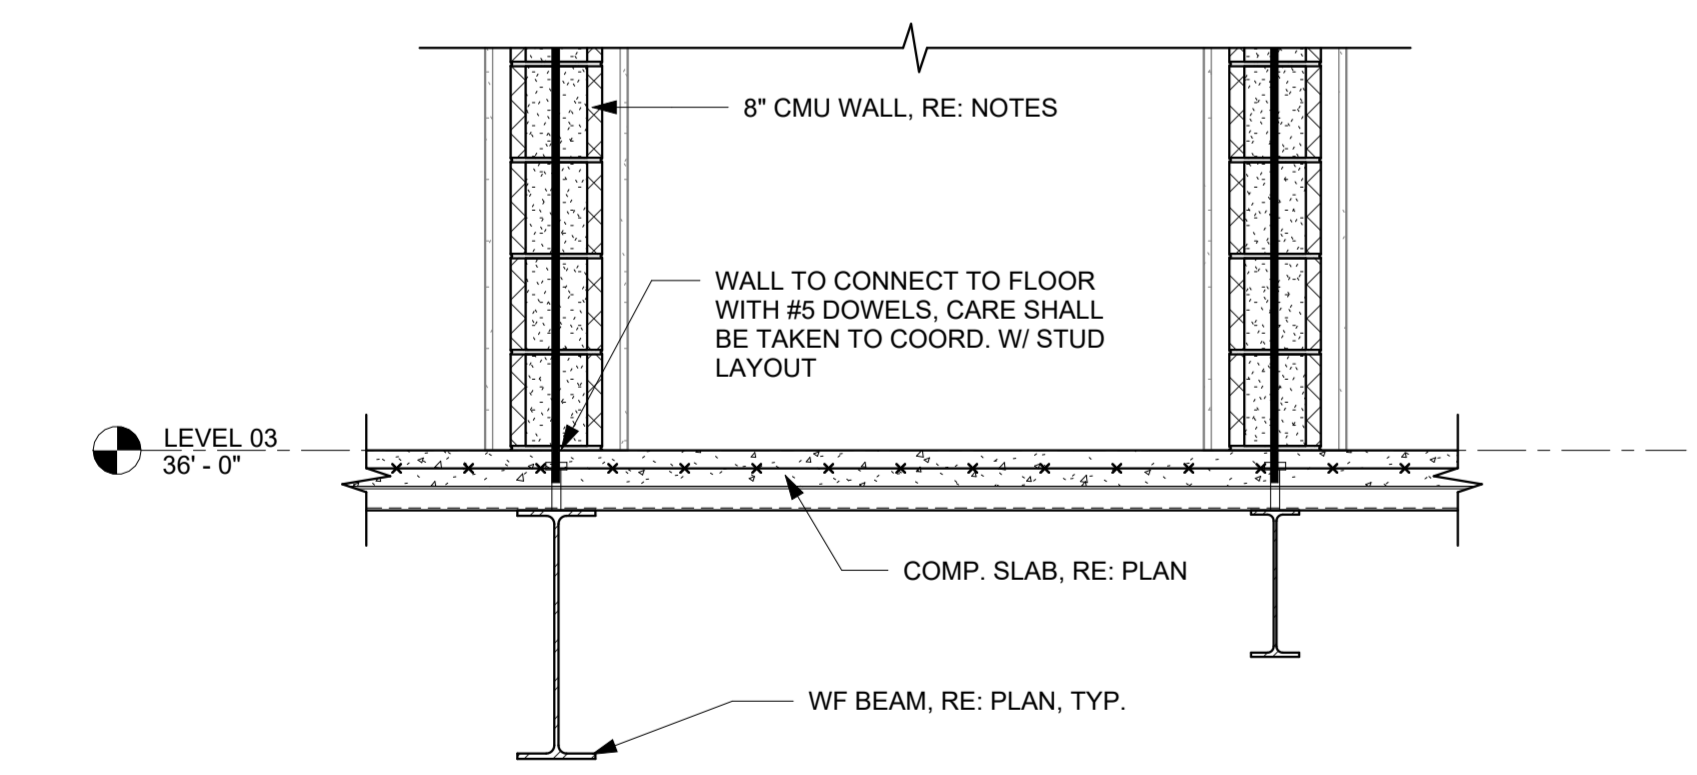 8" CMU WALL, RE: NOTES
WALL TO CONNECT TO FLOOR
WITH #5 DOWELS, CARE SHALL
BE TAKEN TO COORD. W/ STUD
LAYOUT
LEVEL 03
36' - 0"
COMP. SLAB, RE: PLAN
WF BEAM, RE: PLAN, TYP.